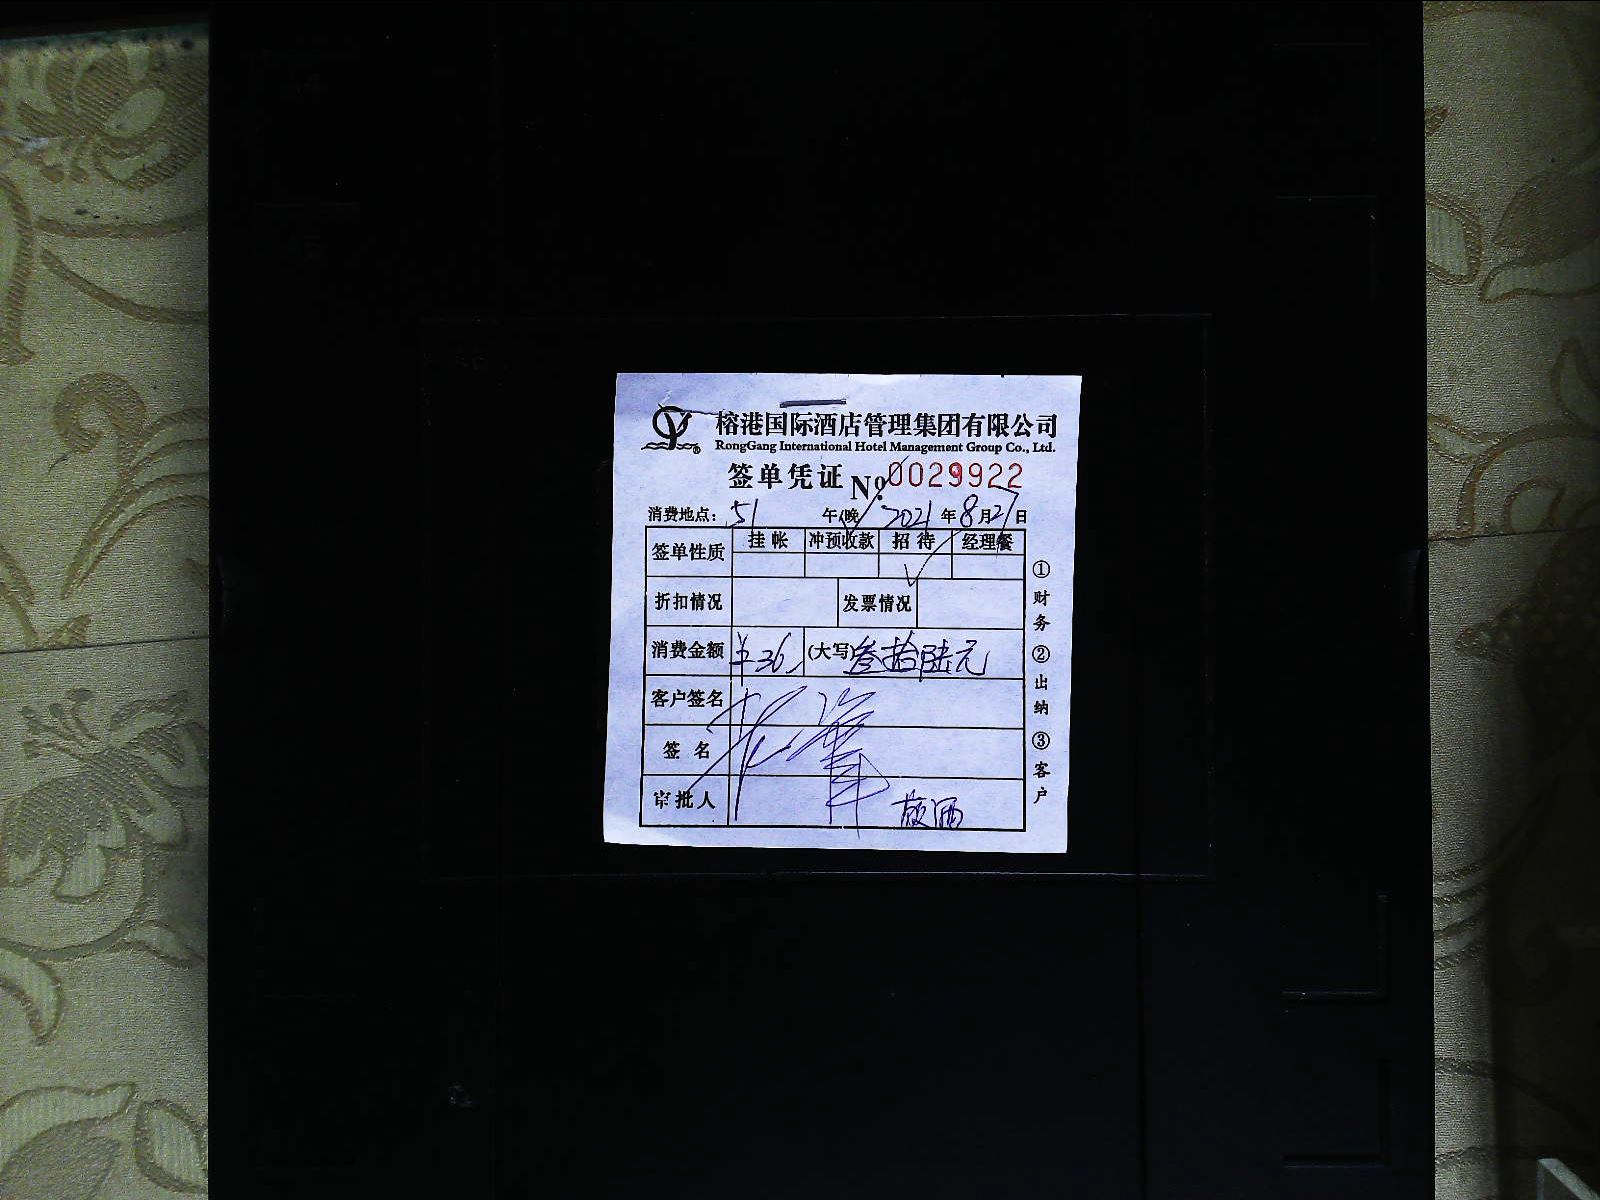 榕港国际酒店管理集团有限公司
RongGang International Hotel Management Group Co., Ltd.
签单凭证 No. 0029922
消费地点: 51 午(晚 2021 年 8 月 27 日
签单性质 挂帐 冲预收款 招待 经理餐
折扣情况 发票情况
消费金额 ¥36 (大写) 叁拾陆元
客户签名
签名
审批人
①财务 ②出纳 ③客户